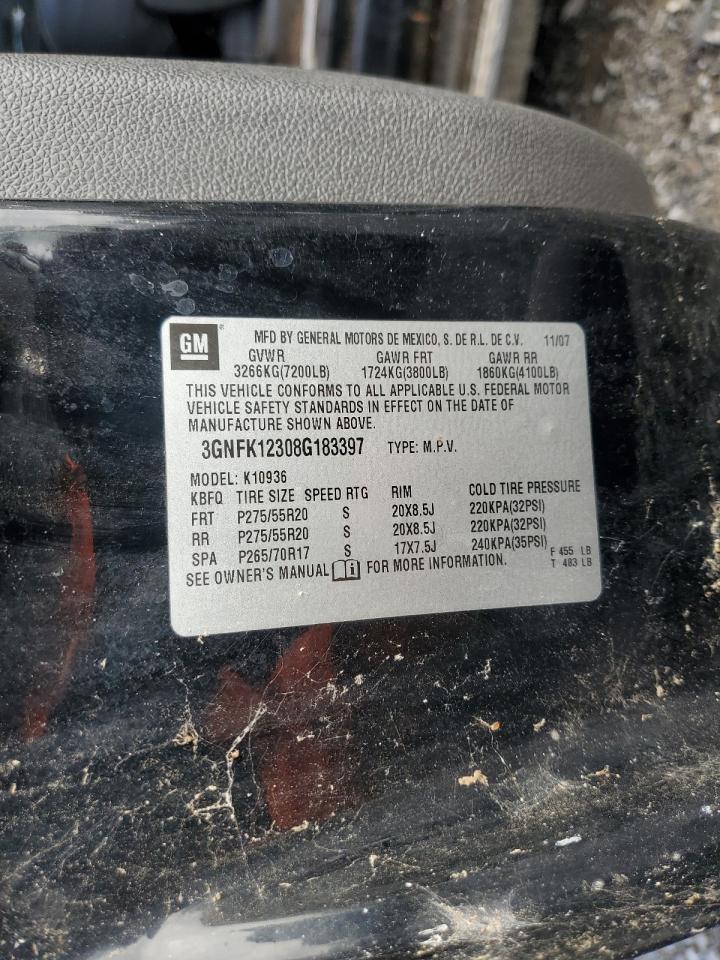 GM ® MFD BY GENERAL MOTORS DE MEXICO, S. DE R.L. DE C.V. 11/07
GVWR GAWR FRT GAWR RR
3266KG(7200LB) 1724KG(3800LB) 1860KG(4100LB)
THIS VEHICLE CONFORMS TO ALL APPLICABLE U.S. FEDERAL MOTOR
VEHICLE SAFETY STANDARDS IN EFFECT ON THE DATE OF
MANUFACTURE SHOWN ABOVE.
3GNFK12308G183397 TYPE: M.P.V.
MODEL: K10936
KBFQ TIRE SIZE SPEED RTG RIM COLD TIRE PRESSURE
FRT P275/55R20 S 20X8.5J 220KPA(32PSI)
RR P275/55R20 S 20X8.5J 220KPA(32PSI)
SPA P265/70R17 S 17X7.5J 240KPA(35PSI) F 455 LB
T 483 LB
SEE OWNER'S MANUAL FOR MORE INFORMATION.